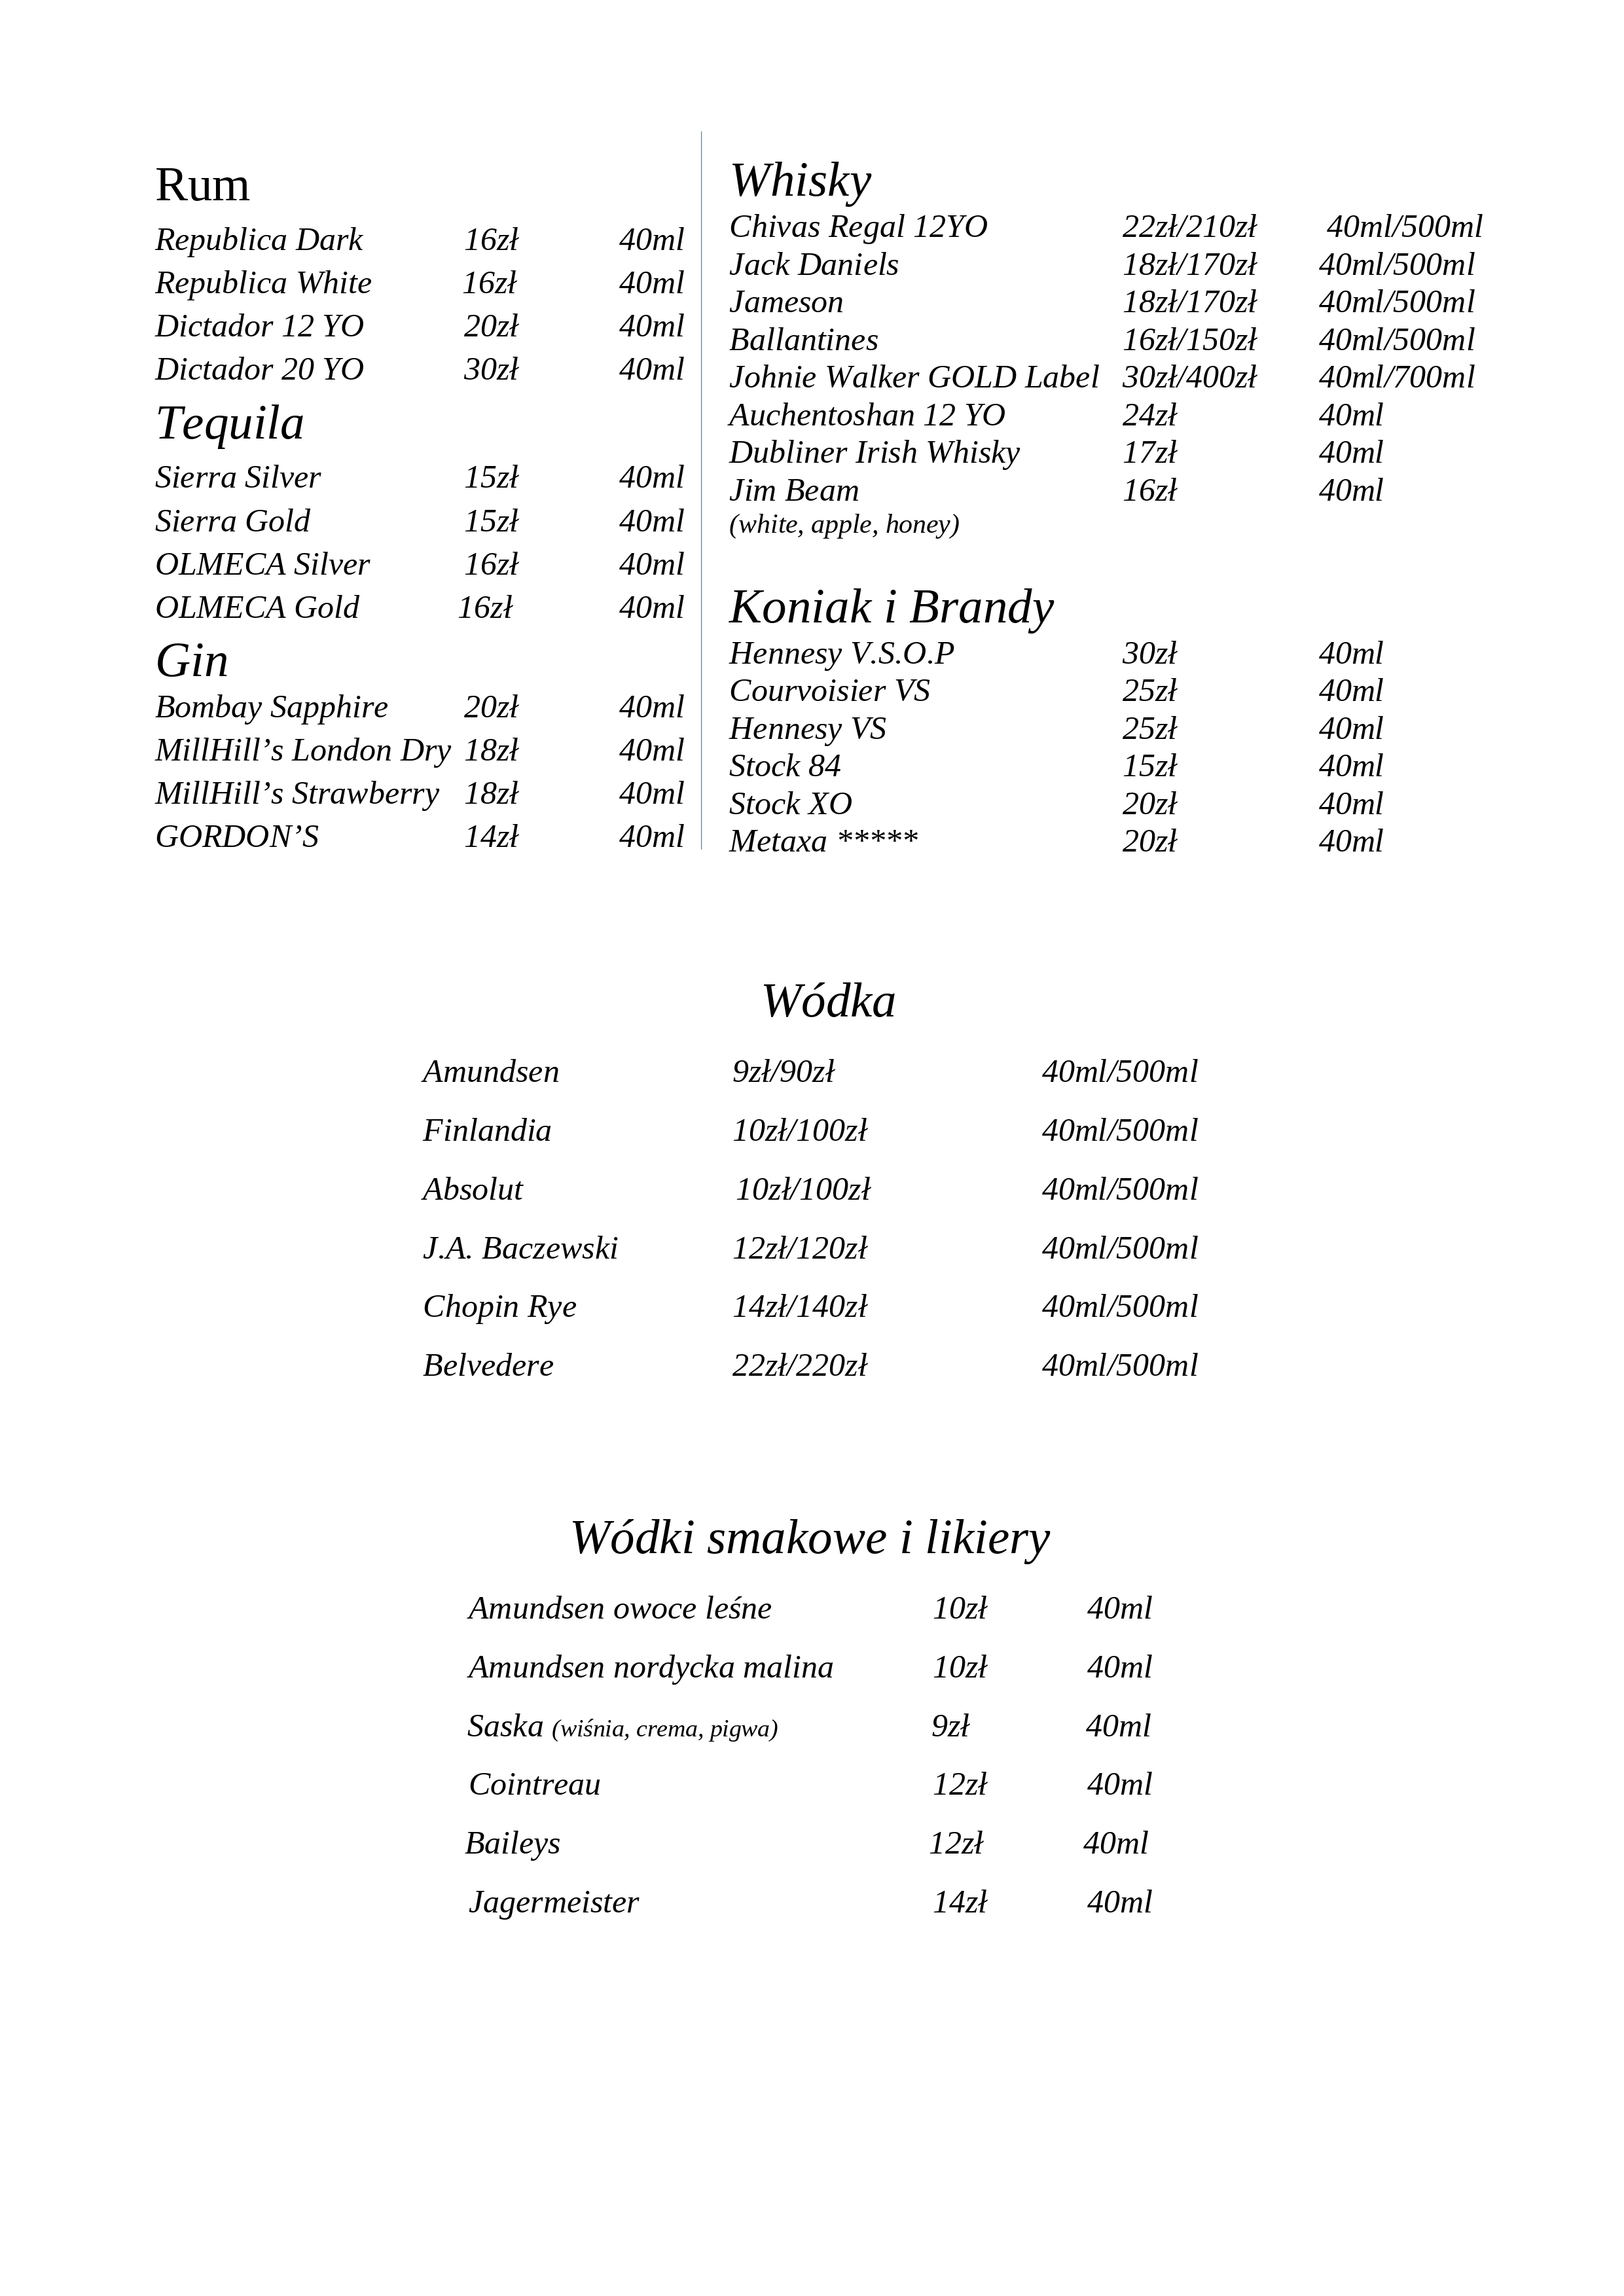 Rum
Republica Dark 16zł 40ml
Republica White 16zł 40ml
Dictador 12 YO 20zł 40ml
Dictador 20 YO 30zł 40ml
Tequila
Sierra Silver 15zł 40ml
Sierra Gold 15zł 40ml
OLMECA Silver 16zł 40ml
OLMECA Gold 16zł 40ml
Gin
Bombay Sapphire 20zł 40ml
MillHill’s London Dry 18zł 40ml
MillHill’s Strawberry 18zł 40ml
GORDON’S 14zł 40ml
Whisky
Chivas Regal 12YO 22zł/210zł 40ml/500ml
Jack Daniels 18zł/170zł 40ml/500ml
Jameson 18zł/170zł 40ml/500ml
Ballantines 16zł/150zł 40ml/500ml
Johnie Walker GOLD Label 30zł/400zł 40ml/700ml
Auchentoshan 12 YO 24zł 40ml
Dubliner Irish Whisky 17zł 40ml
Jim Beam 16zł 40ml
(white, apple, honey)
Koniak i Brandy
Hennesy V.S.O.P 30zł 40ml
Courvoisier VS 25zł 40ml
Hennesy VS 25zł 40ml
Stock 84 15zł 40ml
Stock XO 20zł 40ml
Metaxa ***** 20zł 40ml
Wódka
Amundsen 9zł/90zł 40ml/500ml
Finlandia 10zł/100zł 40ml/500ml
Absolut 10zł/100zł 40ml/500ml
J.A. Baczewski 12zł/120zł 40ml/500ml
Chopin Rye 14zł/140zł 40ml/500ml
Belvedere 22zł/220zł 40ml/500ml
Wódki smakowe i likiery
Amundsen owoce leśne 10zł 40ml
Amundsen nordycka malina 10zł 40ml
Saska (wiśnia, crema, pigwa) 9zł 40ml
Cointreau 12zł 40ml
Baileys 12zł 40ml
Jagermeister 14zł 40ml